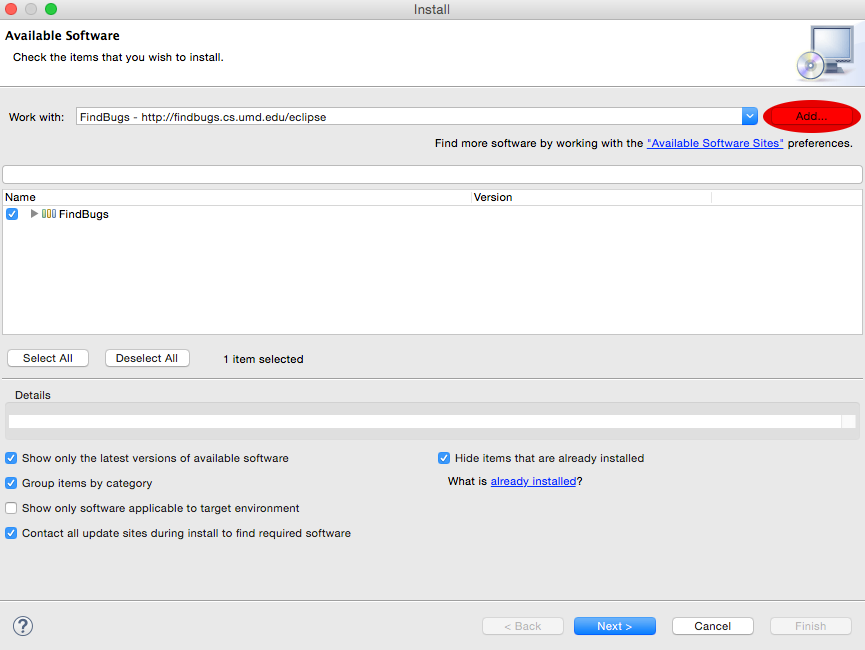 Install
Available Software
Check the items that you wish to install.
Work with: FindBugs - http://findbugs.cs.umd.edu/eclipse Add...
Find more software by working with the "Available Software Sites" preferences.
Name Version
FindBugs
Select All Deselect All 1 item selected
Details
Show only the latest versions of available software Hide items that are already installed
Group items by category What is already installed?
Show only software applicable to target environment
Contact all update sites during install to find required software
? < Back Next > Cancel Finish